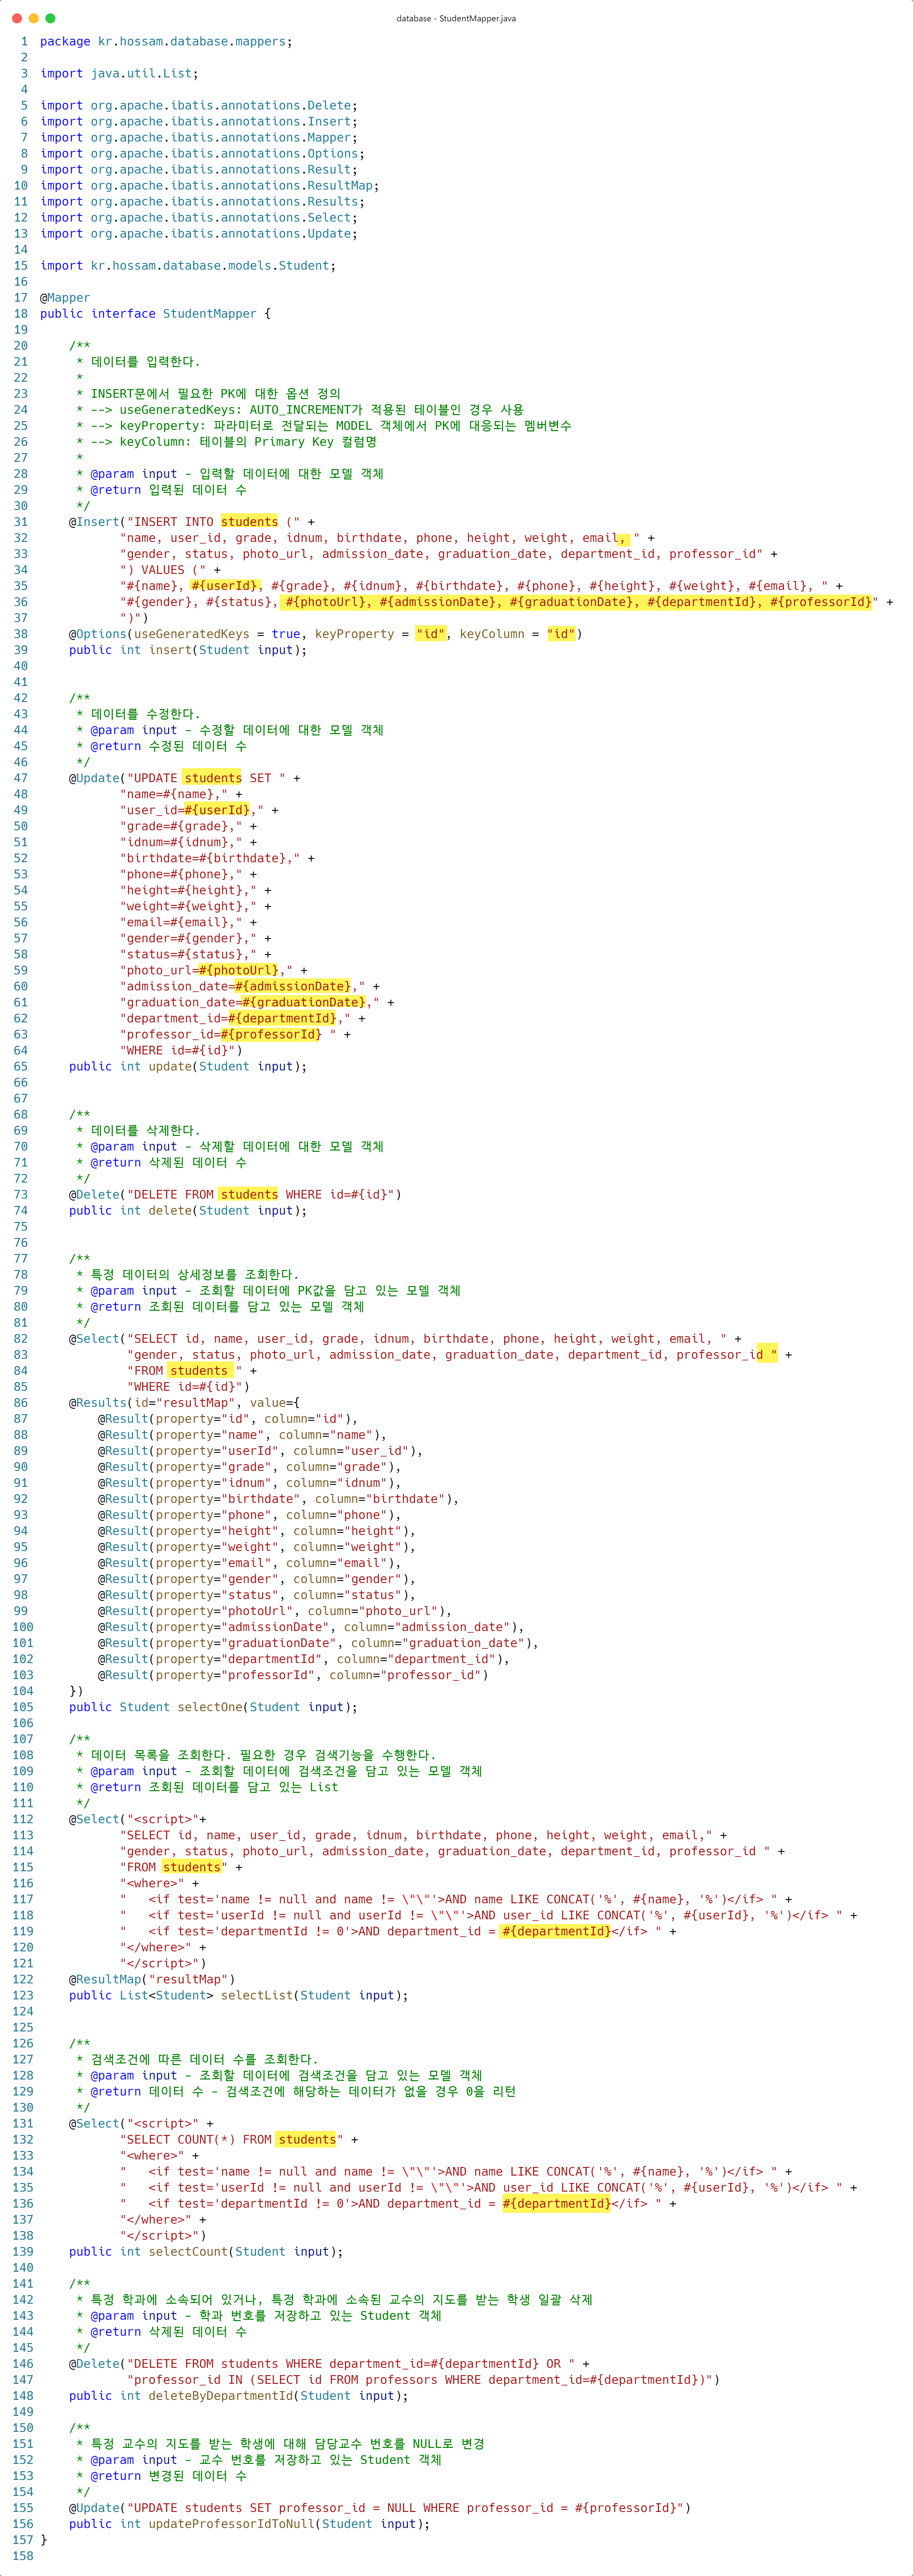 database - StudentMapper.java
1 package kr.hossam.database.mappers;
2
3 import java.util.List;
4
5 import org.apache.ibatis.annotations.Delete;
6 import org.apache.ibatis.annotations.Insert;
7 import org.apache.ibatis.annotations.Mapper;
8 import org.apache.ibatis.annotations.Options;
9 import org.apache.ibatis.annotations.Result;
10 import org.apache.ibatis.annotations.ResultMap;
11 import org.apache.ibatis.annotations.Results;
12 import org.apache.ibatis.annotations.Select;
13 import org.apache.ibatis.annotations.Update;
14
15 import kr.hossam.database.models.Student;
16
17 @Mapper
18 public interface StudentMapper {
19
20     /**
21      * 데이터를 입력한다.
22      *
23      * INSERT문에서 필요한 PK에 대한 옵션 정의
24      * --> useGeneratedKeys: AUTO_INCREMENT가 적용된 테이블인 경우 사용
25      * --> keyProperty: 파라미터로 전달되는 MODEL 객체에서 PK에 대응되는 멤버변수
26      * --> keyColumn: 테이블의 Primary Key 컬럼명
27      *
28      * @param input - 입력할 데이터에 대한 모델 객체
29      * @return 입력된 데이터 수
30      */
31     @Insert("INSERT INTO students (" +
32            "name, user_id, grade, idnum, birthdate, phone, height, weight, email, " +
33            "gender, status, photo_url, admission_date, graduation_date, department_id, professor_id" +
34            ") VALUES (" +
35            "#{name}, #{userId}, #{grade}, #{idnum}, #{birthdate}, #{phone}, #{height}, #{weight}, #{email}, " +
36            "#{gender}, #{status}, #{photoUrl}, #{admissionDate}, #{graduationDate}, #{departmentId}, #{professorId}" +
37            ")")
38     @Options(useGeneratedKeys = true, keyProperty = "id", keyColumn = "id")
39     public int insert(Student input);
40
41
42     /**
43      * 데이터를 수정한다.
44      * @param input - 수정할 데이터에 대한 모델 객체
45      * @return 수정된 데이터 수
46      */
47     @Update("UPDATE students SET " +
48            "name=#{name}," +
49            "user_id=#{userId}," +
50            "grade=#{grade}," +
51            "idnum=#{idnum}," +
52            "birthdate=#{birthdate}," +
53            "phone=#{phone}," +
54            "height=#{height}," +
55            "weight=#{weight}," +
56            "email=#{email}," +
57            "gender=#{gender}," +
58            "status=#{status}," +
59            "photo_url=#{photoUrl}," +
60            "admission_date=#{admissionDate}," +
61            "graduation_date=#{graduationDate}," +
62            "department_id=#{departmentId}," +
63            "professor_id=#{professorId} " +
64            "WHERE id=#{id}")
65     public int update(Student input);
66
67
68     /**
69      * 데이터를 삭제한다.
70      * @param input - 삭제할 데이터에 대한 모델 객체
71      * @return 삭제된 데이터 수
72      */
73     @Delete("DELETE FROM students WHERE id=#{id}")
74     public int delete(Student input);
75
76
77     /**
78      * 특정 데이터의 상세정보를 조회한다.
79      * @param input - 조회할 데이터에 PK값을 담고 있는 모델 객체
80      * @return 조회된 데이터를 담고 있는 모델 객체
81      */
82     @Select("SELECT id, name, user_id, grade, idnum, birthdate, phone, height, weight, email, " +
83             "gender, status, photo_url, admission_date, graduation_date, department_id, professor_id " +
84             "FROM students " +
85             "WHERE id=#{id}")
86     @Results(id="resultMap", value={
87         @Result(property="id", column="id"),
88         @Result(property="name", column="name"),
89         @Result(property="userId", column="user_id"),
90         @Result(property="grade", column="grade"),
91         @Result(property="idnum", column="idnum"),
92         @Result(property="birthdate", column="birthdate"),
93         @Result(property="phone", column="phone"),
94         @Result(property="height", column="height"),
95         @Result(property="weight", column="weight"),
96         @Result(property="email", column="email"),
97         @Result(property="gender", column="gender"),
98         @Result(property="status", column="status"),
99         @Result(property="photoUrl", column="photo_url"),
100         @Result(property="admissionDate", column="admission_date"),
101         @Result(property="graduationDate", column="graduation_date"),
102         @Result(property="departmentId", column="department_id"),
103         @Result(property="professorId", column="professor_id")
104     })
105     public Student selectOne(Student input);
106
107     /**
108      * 데이터 목록을 조회한다. 필요한 경우 검색기능을 수행한다.
109      * @param input - 조회할 데이터에 검색조건을 담고 있는 모델 객체
110      * @return 조회된 데이터를 담고 있는 List
111      */
112     @Select("<script>"+
113            "SELECT id, name, user_id, grade, idnum, birthdate, phone, height, weight, email," +
114            "gender, status, photo_url, admission_date, graduation_date, department_id, professor_id " +
115            "FROM students" +
116            "<where>" +
117            "   <if test='name != null and name != \"\"'>AND name LIKE CONCAT('%', #{name}, '%')</if> " +
118            "   <if test='userId != null and userId != \"\"'>AND user_id LIKE CONCAT('%', #{userId}, '%')</if> " +
119            "   <if test='departmentId != 0'>AND department_id = #{departmentId}</if> " +
120            "</where>" +
121            "</script>")
122     @ResultMap("resultMap")
123     public List<Student> selectList(Student input);
124
125
126     /**
127      * 검색조건에 따른 데이터 수를 조회한다.
128      * @param input - 조회할 데이터에 검색조건을 담고 있는 모델 객체
129      * @return 데이터 수 - 검색조건에 해당하는 데이터가 없을 경우 0을 리턴
130      */
131     @Select("<script>" +
132            "SELECT COUNT(*) FROM students" +
133            "<where>" +
134            "   <if test='name != null and name != \"\"'>AND name LIKE CONCAT('%', #{name}, '%')</if> " +
135            "   <if test='userId != null and userId != \"\"'>AND user_id LIKE CONCAT('%', #{userId}, '%')</if> " +
136            "   <if test='departmentId != 0'>AND department_id = #{departmentId}</if> " +
137            "</where>" +
138            "</script>")
139     public int selectCount(Student input);
140
141     /**
142      * 특정 학과에 소속되어 있거나, 특정 학과에 소속된 교수의 지도를 받는 학생 일괄 삭제
143      * @param input - 학과 번호를 저장하고 있는 Student 객체
144      * @return 삭제된 데이터 수
145      */
146     @Delete("DELETE FROM students WHERE department_id=#{departmentId} OR " +
147             "professor_id IN (SELECT id FROM professors WHERE department_id=#{departmentId})")
148     public int deleteByDepartmentId(Student input);
149
150     /**
151      * 특정 교수의 지도를 받는 학생에 대해 담당교수 번호를 NULL로 변경
152      * @param input - 교수 번호를 저장하고 있는 Student 객체
153      * @return 변경된 데이터 수
154      */
155     @Update("UPDATE students SET professor_id = NULL WHERE professor_id = #{professorId}")
156     public int updateProfessorIdToNull(Student input);
157 }
158